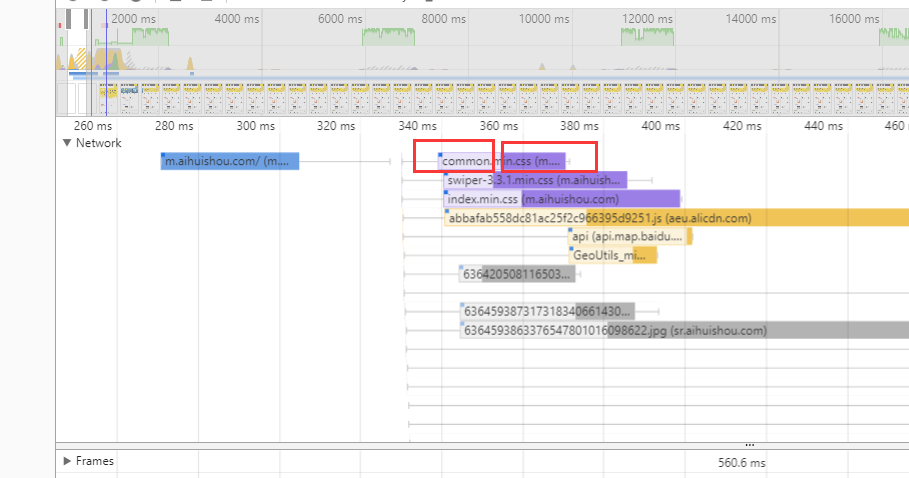 2000 ms 4000 ms 6000 ms 8000 ms 10000 ms 12000 ms 14000 ms 16000 ms
260 ms 280 ms 300 ms 320 ms 340 ms 360 ms 380 ms 400 ms 420 ms 440 ms 460
Network
m.aihuishou.com/ (m....
common.min.css (m....
swiper-3.3.1.min.css (m.aihuish...
index.min.css (m.aihuishou.com)
abbafab558dc81ac25f2c966395d9251.js (aeu.alicdn.com)
api (api.map.baidu....
GeoUtils_mi...
636420508116503...
636459387317318340661430...
636459386337654780101609​8622.jpg (sr.aihuishou.com)
...
Frames
560.6 ms